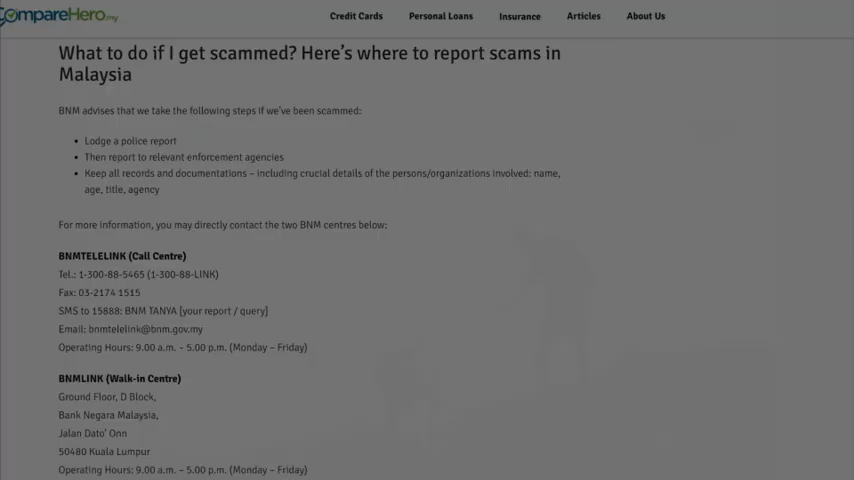 CompareHero.my
Credit Cards Personal Loans Insurance Articles About Us
What to do if I get scammed? Here's where to report scams in
Malaysia
BNM advises that we take the following steps if we've been scammed:
• Lodge a police report
• Then report to relevant enforcement agencies
• Keep all records and documentations – including crucial details of the persons/organizations involved: name,
age, title, agency
For more information, you may directly contact the two BNM centres below:
BNMTELELINK (Call Centre)
Tel.: 1-300-88-5465 (1-300-88-LINK)
Fax: 03-2174 1515
SMS to 15888: BNM TANYA [your report / query]
Email: bnmtelelink@bnm.gov.my
Operating Hours: 9.00 a.m. – 5.00 p.m. (Monday – Friday)
BNMLINK (Walk-in Centre)
Ground Floor, D Block,
Bank Negara Malaysia,
Jalan Dato' Onn
50480 Kuala Lumpur
Operating Hours: 9.00 a.m. – 5.00 p.m. (Monday – Friday)